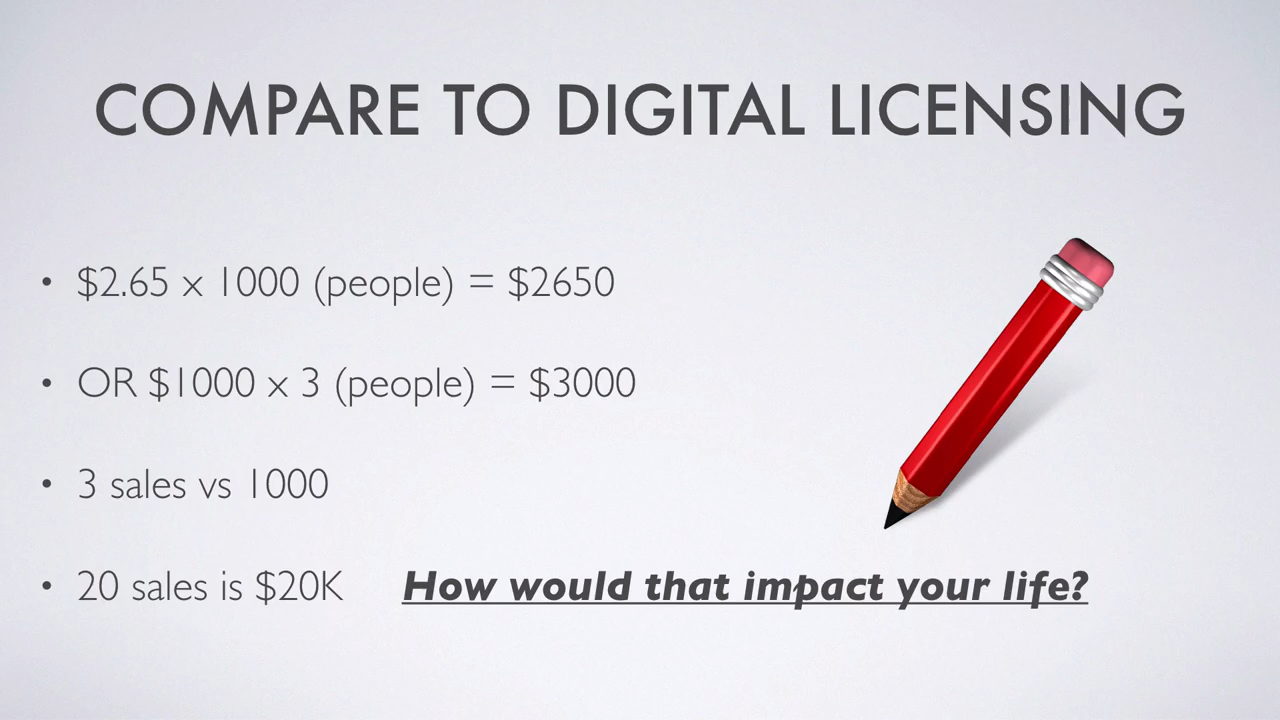 COMPARE TO DIGITAL LICENSING
• $2.65 x 1000 (people) = $2650
• OR $1000 x 3 (people) = $3000
• 3 sales vs 1000
• 20 sales is $20K How would that impact your life?